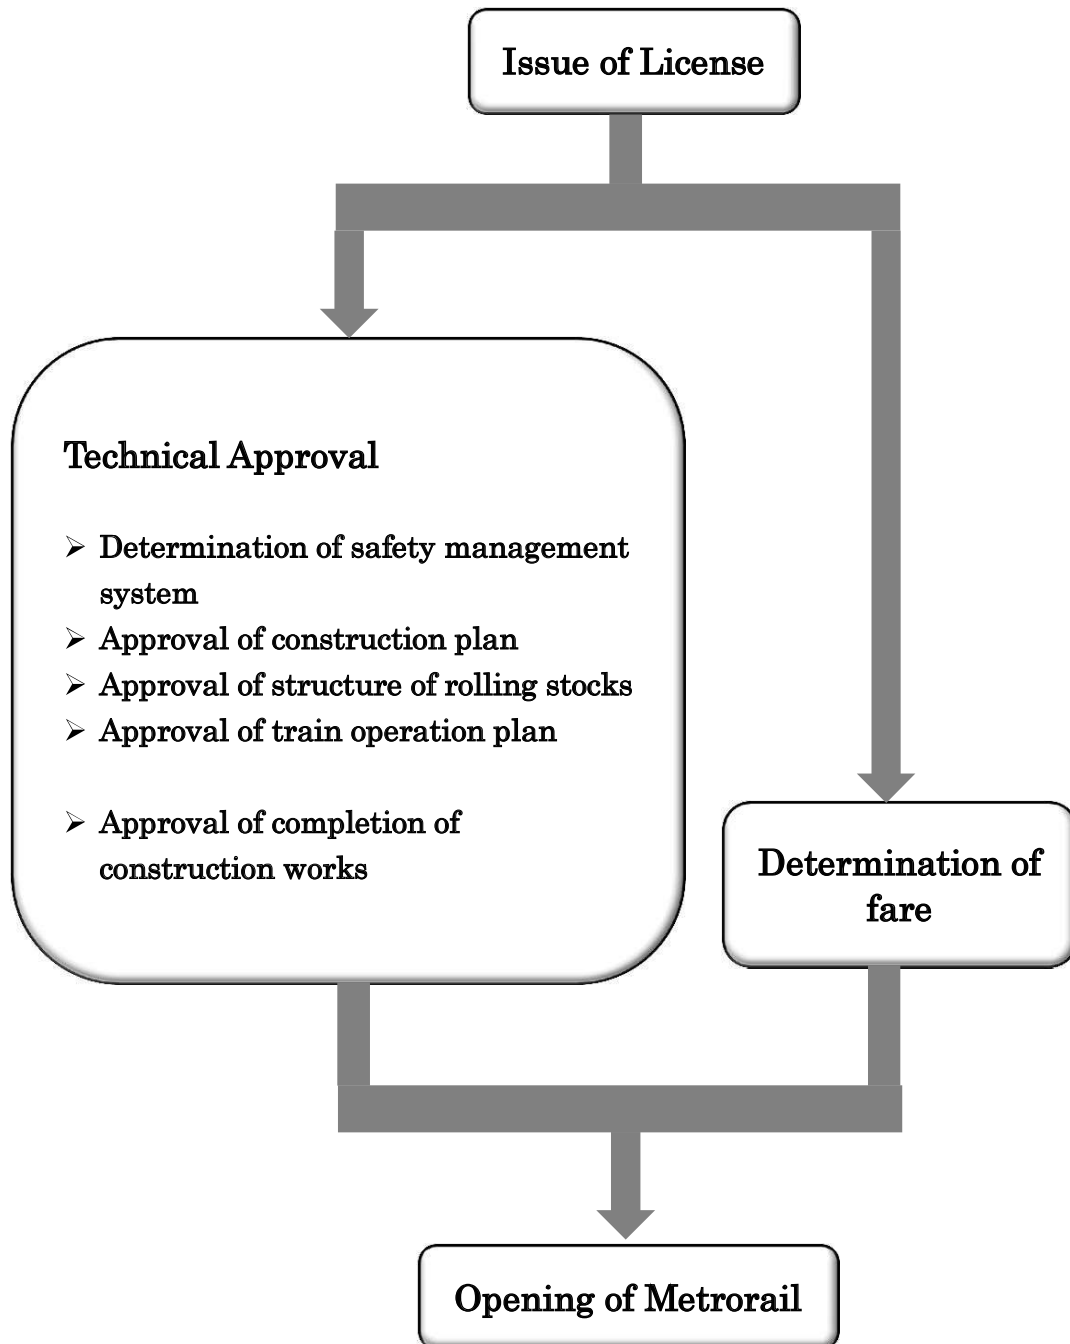 Issue of License
Technical Approval
➢ Determination of safety management
system
➢ Approval of construction plan
➢ Approval of structure of rolling stocks
➢ Approval of train operation plan
➢ Approval of completion of
construction works
Determination of
fare
Opening of Metrorail